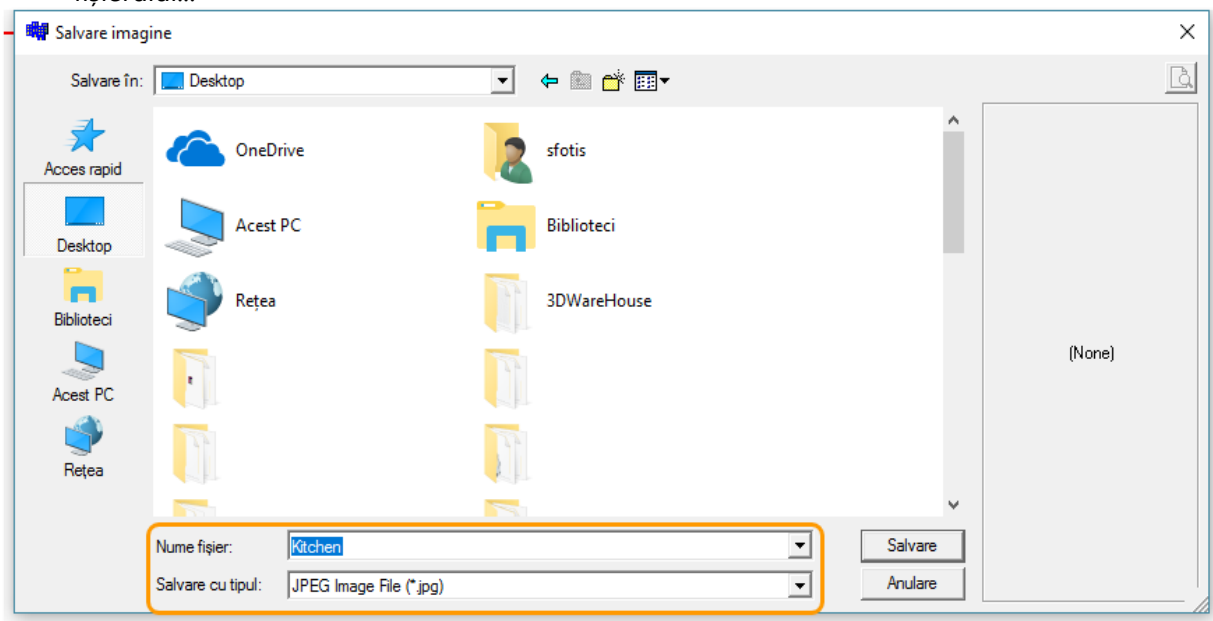 Salvare imagine
Salvare în: Desktop
Acces rapid
Desktop
Biblioteci
Acest PC
Rețea
OneDrive
sfotis
Acest PC
Biblioteci
Rețea
3DWareHouse
(None)
Nume fișier: Kitchen
Salvare
Salvare cu tipul: JPEG Image File (*.jpg)
Anulare